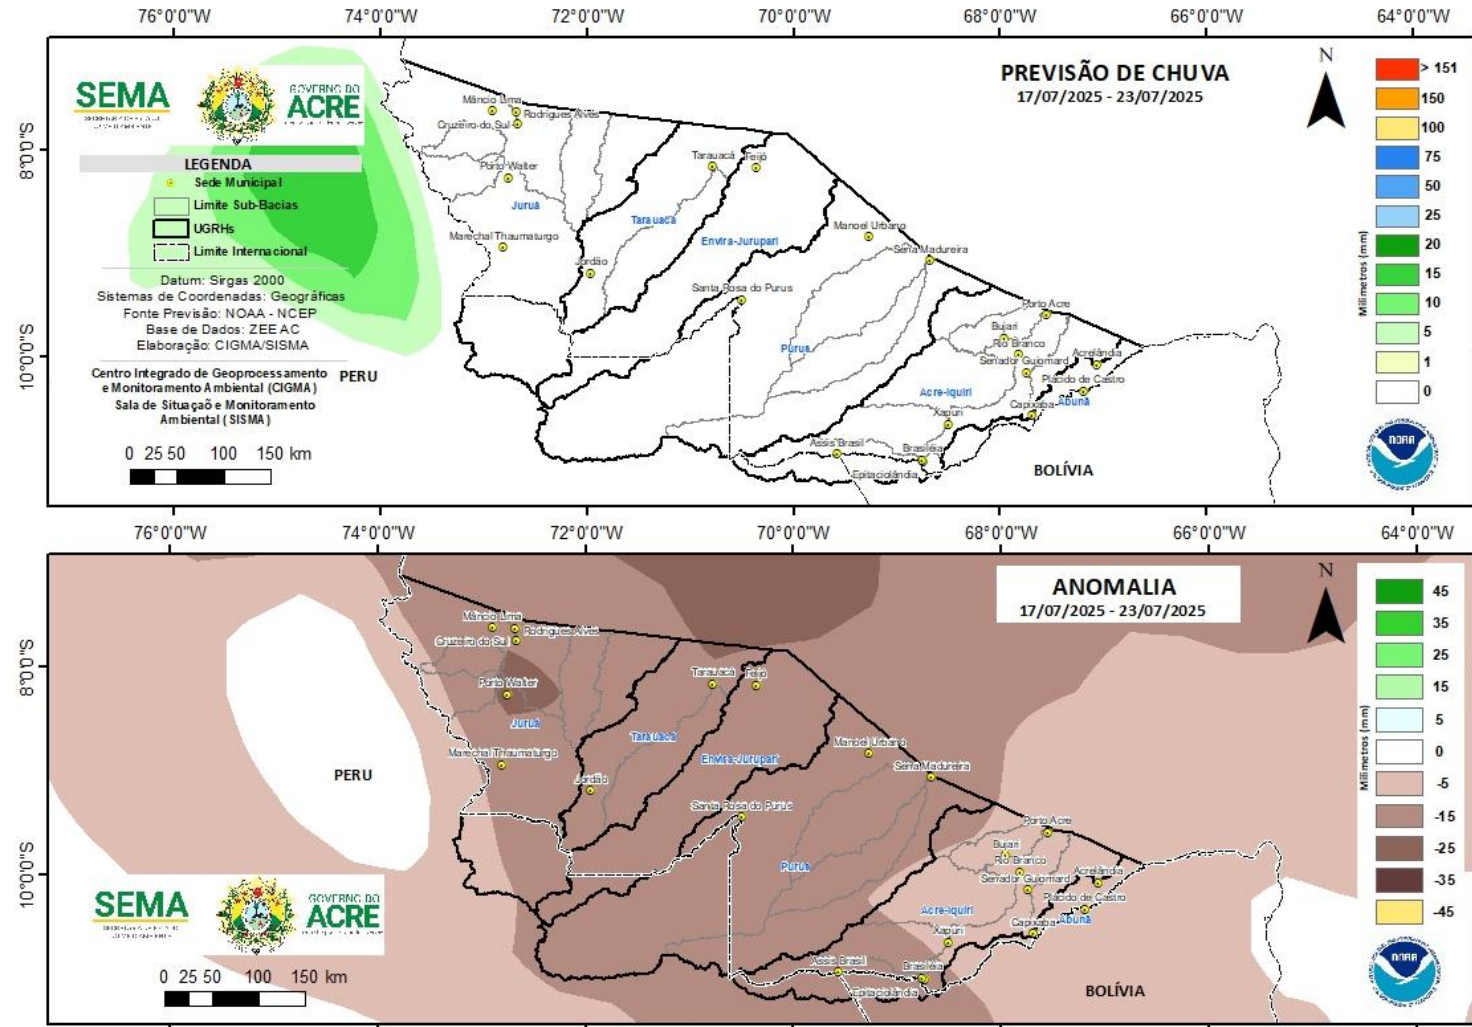 76°0'0"W 74°0'0"W 72°0'0"W 70°0'0"W 68°0'0"W 66°0'0"W 64°0'0"W
SEMA
GOVERNO DO
ACRE
PREVISÃO DE CHUVA
17/07/2025 - 23/07/2025
N
> 151
150
100
75
50
25
20
15
10
5
1
0
Milímetros (mm)
8°0'0"S
10°0'0"S
LEGENDA
Sede Municipal
Limite Sub-Bacias
UGRHs
Limite Internacional
Datum: Sirgas 2000
Sistemas de Coordenadas: Geográficas
Fonte Previsão: NOAA - NCEP
Base de Dados: ZEE AC
Elaboração: CIGMA/SISMA
Centro Integrado de Geoprocessamento
e Monitoramento Ambiental (CIGMA)
Sala de Situação e Monitoramento
Ambiental (SISMA)
0 25 50 100 150 km
PERU
Mâncio Lima
Rodrigues Alves
Cruzeiro do Sul
Porto Walter
Juruá
Marechal Thaumaturgo
Jordão
Tarauacá
Feijó
Tarauacá
Envira-Jurupari
Santa Rosa do Purus
Manoel Urbano
Sena Madureira
Purus
Porto Acre
Bujari
Rio Branco
Senador Guiomard
Acrelândia
Plácido de Castro
Acre-Iquiri
Capixaba
Abunã
Xapuri
Assis Brasil
Brasiléia
Epitaciolândia
BOLÍVIA
NOAA
76°0'0"W 74°0'0"W 72°0'0"W 70°0'0"W 68°0'0"W 66°0'0"W 64°0'0"W
ANOMALIA
17/07/2025 - 23/07/2025
N
45
35
25
15
5
0
-5
-15
-25
-35
-45
Milímetros (mm)
8°0'0"S
10°0'0"S
Mâncio Lima
Rodrigues Alves
Cruzeiro do Sul
Porto Walter
Juruá
Marechal Thaumaturgo
Jordão
Tarauacá
Feijó
Tarauacá
Envira-Jurupari
Santa Rosa do Purus
Manoel Urbano
Sena Madureira
Purus
Porto Acre
Bujari
Rio Branco
Senador Guiomard
Acrelândia
Plácido de Castro
Acre-Iquiri
Capixaba
Abunã
Xapuri
Assis Brasil
Brasiléia
Epitaciolândia
PERU
BOLÍVIA
SEMA
GOVERNO DO
ACRE
0 25 50 100 150 km
NOAA